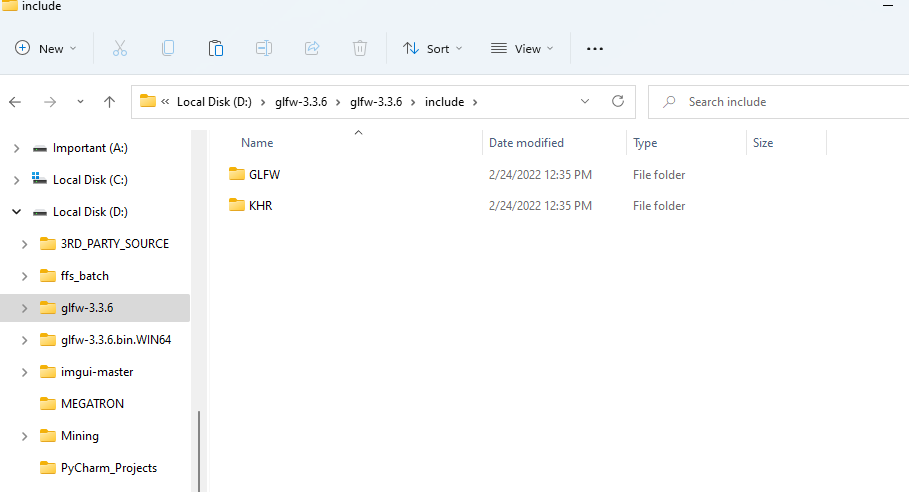 include
New
Sort
View
« Local Disk (D:) > glfw-3.3.6 > glfw-3.3.6 > include >
Search include
Important (A:)
Local Disk (C:)
Local Disk (D:)
3RD_PARTY_SOURCE
ffs_batch
glfw-3.3.6
glfw-3.3.6.bin.WIN64
imgui-master
MEGATRON
Mining
PyCharm_Projects
Name Date modified Type Size
GLFW 2/24/2022 12:35 PM File folder
KHR 2/24/2022 12:35 PM File folder